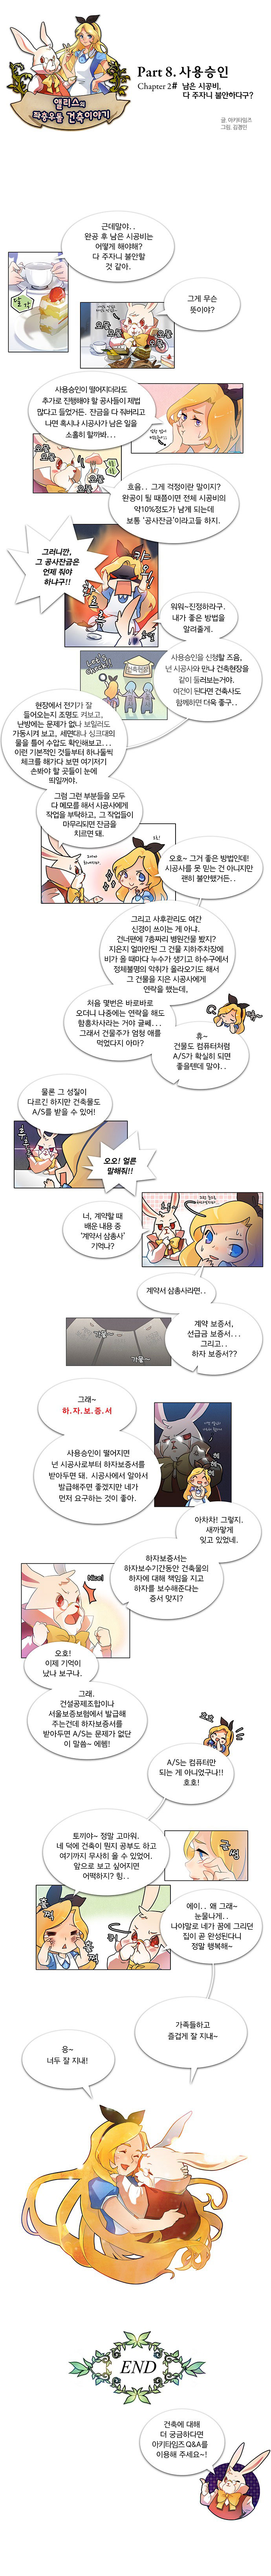 앨리스의
좌충우돌 건축이야기
Part 8. 사용승인
Chapter 2# 남은 시공비,
다 주자니 불안하다구?
글. 아키타임즈
그림. 김경민
근데말야. .
완공 후 남은 시공비는
어떻게 해야해?
다 주자니 불안할
것 같아.
달칵
그게 무슨
뜻이야?
오물
오물
사용승인이 떨어지더라도
추가로 진행해야 할 공사들이 제법
많다고 들었거든. 잔금을 다 줘버리고
나면 혹시나 시공사가 남은 일을
소홀히 할까봐. . .
오물
오물
흐음. . 그게 걱정이란 말이지?
완공이 될 때쯤이면 전체 시공비의
약10%정도가 남게 되는데
보통 '공사잔금'이라고들 하지.
그러니깐,
그 공사잔금은
언제 줘야
하냐구!!
워워~진정하라구.
내가 좋은 방법을
알려줄게.
사용승인을 신청할 즈음,
넌 시공사와 만나 건축현장을
같이 둘러보는거야.
여건이 된다면 건축사도
함께하면 더욱 좋구. .
현장에서 전기가 잘
들어오는지 조명도 켜보고,
난방에는 문제가 없나 보일러도
가동시켜 보고, 세면대나 싱크대의
물을 틀어 수압도 확인해보고. . .
이런 기본적인 것들부터 하나둘씩
체크를 해가다 보면 여기저기
손봐야 할 곳들이 눈에
띄일꺼야.
그럼 그런 부분들을 모두
다 메모를 해서 시공사에게
작업을 부탁하고, 그 작업들이
마무리되면 잔금을
치르면 돼.
오호~ 그거 좋은 방법인데!
시공사를 못 믿는 건 아니지만
괜히 불안했거든. .
그리고 사후관리도 여간
신경이 쓰이는 게 아냐.
건너편에 7층짜리 병원건물 봤지?
지은지 얼마안된 그 건물 지하주차장에
비가 올 때마다 누수가 생기고 하수구에서
정체불명의 악취가 올라오기도 해서
그 건물을 지은 시공사에게
연락을 했는데,
처음 몇번은 바로바로
오더니 나중에는 연락을 해도
함흥차사라는 거야 글쎄. . .
그래서 건물주가 엄청 애를
먹었다지 아마?
휴~
건물도 컴퓨터처럼
A/S가 확실히 되면
좋을텐데 말야. .
물론 그 성질이
다르긴 하지만 건축물도
A/S를 받을 수 있어!
오오! 얼른
말해줘!!
너, 계약할 때
배운 내용 중
'계약서 삼총사'
기억나?
계약서 삼총사라면. .
계약 보증서,
선급금 보증서. . .
그리고. .
하자 보증서??
갸웃~
갸웃~
그래~
하. 자. 보. 증. 서
사용승인이 떨어지면
넌 시공사로부터 하자보증서를
받아두면 돼. 시공사에서 알아서
발급해주면 좋겠지만 네가
먼저 요구하는 것이 좋아.
헤
헤
헤
아차차! 그렇지.
새까맣게
잊고 있었네.
하자보증서는
하자보수기간동안 건축물의
하자에 대해 책임을 지고
하자를 보수해준다는
증서 맞지?
Nice!
오호!
이제 기억이
났나 보구나.
그래.
건설공제조합이나
서울보증보험에서 발급해
주는건데 하자보증서를
받아두면 A/S는 문제가 없단
이 말씀~ 에헴!
호호
A/S는 컴퓨터만
되는 게 아니었구나!!
호호!
토끼야~ 정말 고마워.
네 덕에 건축이 뭔지 공부도 하고
여기까지 무사히 올 수 있었어.
앞으로 보고 싶어지면
어떡하지? 힝. .
글썽
훌쩍
훌쩍
에이. . 왜 그래~
눈물나게. .
나야말로 네가 꿈에 그리던
집이 곧 완성된다니
정말 행복해~
가족들하고
즐겁게 잘 지내~
응~
너두 잘 지내!
END
건축에 대해
더 궁금하다면
아키타임즈 Q&A를
이용해 주세요~!